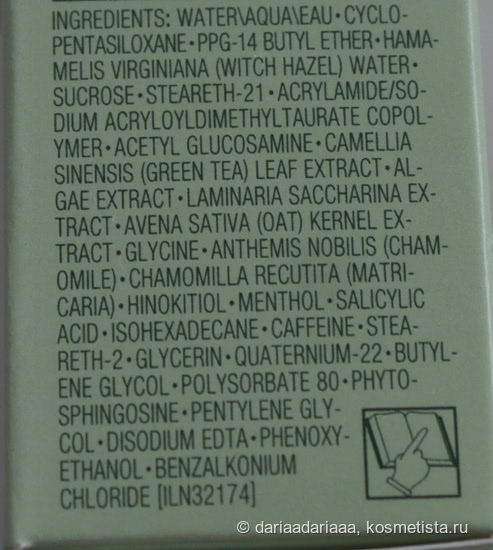 INGREDIENTS: WATER\AQUA\EAU•CYCLO-
PENTASILOXANE•PPG-14 BUTYL ETHER•HAMA-
MELIS VIRGINIANA (WITCH HAZEL) WATER•
SUCROSE•STEARETH-21•ACRYLAMIDE/SO-
DIUM ACRYLOYLDIMETHYLTAURATE COPOL-
YMER•ACETYL GLUCOSAMINE•CAMELLIA
SINENSIS (GREEN TEA) LEAF EXTRACT•AL-
GAE EXTRACT•LAMINARIA SACCHARINA EX-
TRACT•AVENA SATIVA (OAT) KERNEL EX-
TRACT•GLYCINE•ANTHEMIS NOBILIS (CHAM-
OMILE)•CHAMOMILLA RECUTITA (MATRI-
CARIA)•HINOKITIOL•MENTHOL•SALICYLIC
ACID•ISOHEXADECANE•CAFFEINE•STEA-
RETH-2•GLYCERIN•QUATERNIUM-22•BUTYL-
ENE GLYCOL•POLYSORBATE 80•PHYTO-
SPHINGOSINE•PENTYLENE GLY-
COL•DISODIUM EDTA•PHENOXY-
ETHANOL•BENZALKONIUM
CHLORIDE [ILN32174]
© dariaadariaaa, kosmetista.ru